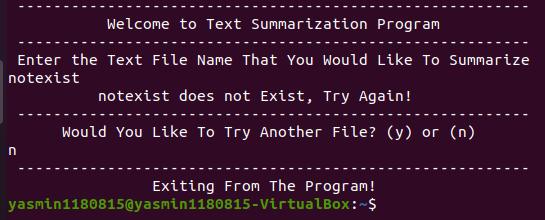 ----------------------------------------------------------
Welcome to Text Summarization Program
----------------------------------------------------------
Enter the Text File Name That You Would Like To Summarize
notexist
notexist does not Exist, Try Again!
----------------------------------------------------------
Would You Like To Try Another File? (y) or (n)
n
----------------------------------------------------------
Exiting From The Program!
yasmin1180815@yasmin1180815-VirtualBox:~$